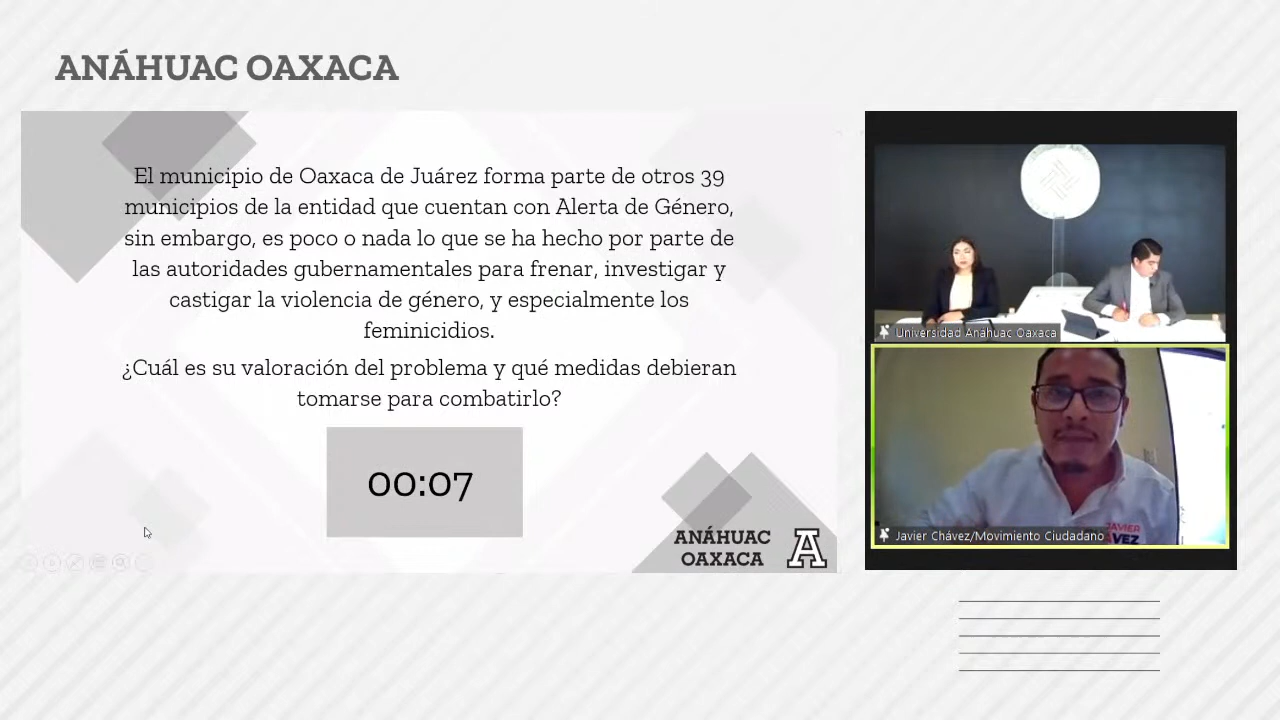 ANÁHUAC OAXACA
El municipio de Oaxaca de Juárez forma parte de otros 39
municipios de la entidad que cuentan con Alerta de Género,
sin embargo, es poco o nada lo que se ha hecho por parte de
las autoridades gubernamentales para frenar, investigar y
castigar la violencia de género, y especialmente los
feminicidios.
¿Cuál es su valoración del problema y qué medidas debieran
tomarse para combatirlo?
00:07
ANÁHUAC
OAXACA
A
Universidad Anáhuac Oaxaca
JAVIER
Javier Chávez/Movimiento Ciudadano